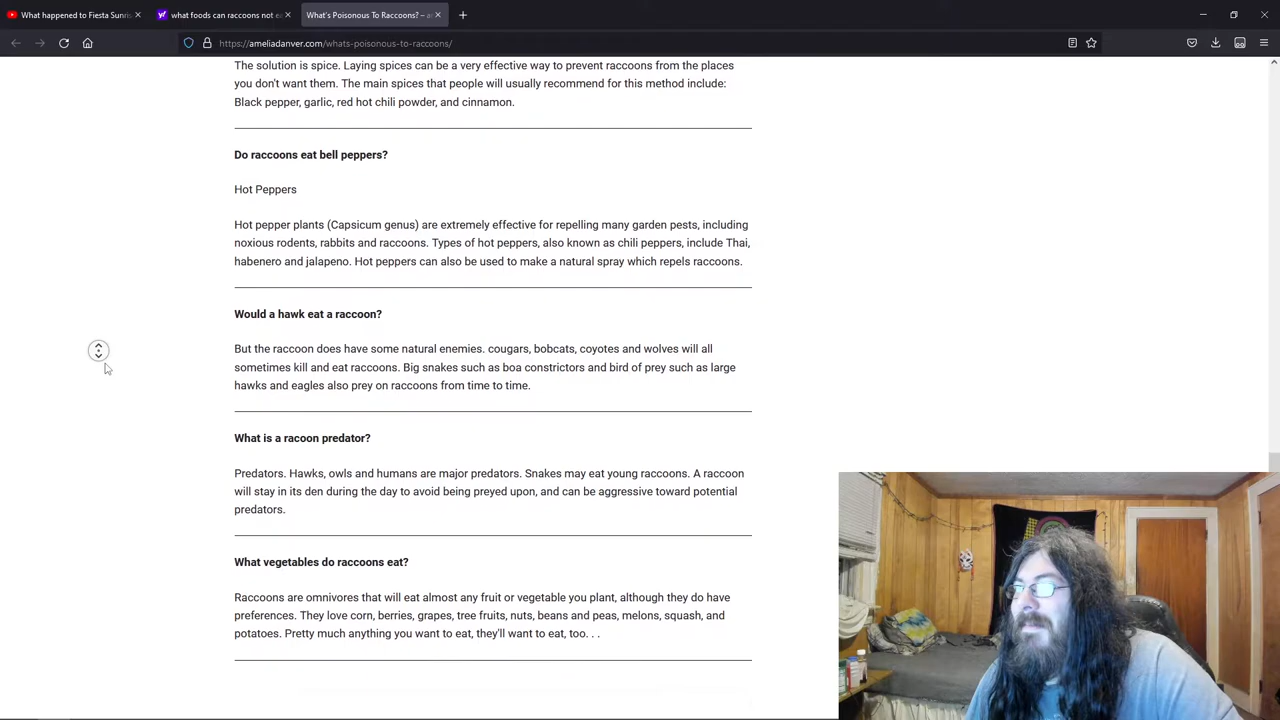 What happened to Fiesta Sunris
what foods can raccoons not ea
What's Poisonous To Raccoons? – a
https://ameliadanver.com/whats-poisonous-to-raccoons/
The solution is spice. Laying spices can be a very effective way to prevent raccoons from the places
you don't want them. The main spices that people will usually recommend for this method include:
Black pepper, garlic, red hot chili powder, and cinnamon.
Do raccoons eat bell peppers?
Hot Peppers
Hot pepper plants (Capsicum genus) are extremely effective for repelling many garden pests, including
noxious rodents, rabbits and raccoons. Types of hot peppers, also known as chili peppers, include Thai,
habenero and jalapeno. Hot peppers can also be used to make a natural spray which repels raccoons.
Would a hawk eat a raccoon?
But the raccoon does have some natural enemies. cougars, bobcats, coyotes and wolves will all
sometimes kill and eat raccoons. Big snakes such as boa constrictors and bird of prey such as large
hawks and eagles also prey on raccoons from time to time.
What is a racoon predator?
Predators. Hawks, owls and humans are major predators. Snakes may eat young raccoons. A raccoon
will stay in its den during the day to avoid being preyed upon, and can be aggressive toward potential
predators.
What vegetables do raccoons eat?
Raccoons are omnivores that will eat almost any fruit or vegetable you plant, although they do have
preferences. They love corn, berries, grapes, tree fruits, nuts, beans and peas, melons, squash, and
potatoes. Pretty much anything you want to eat, they'll want to eat, too. . .